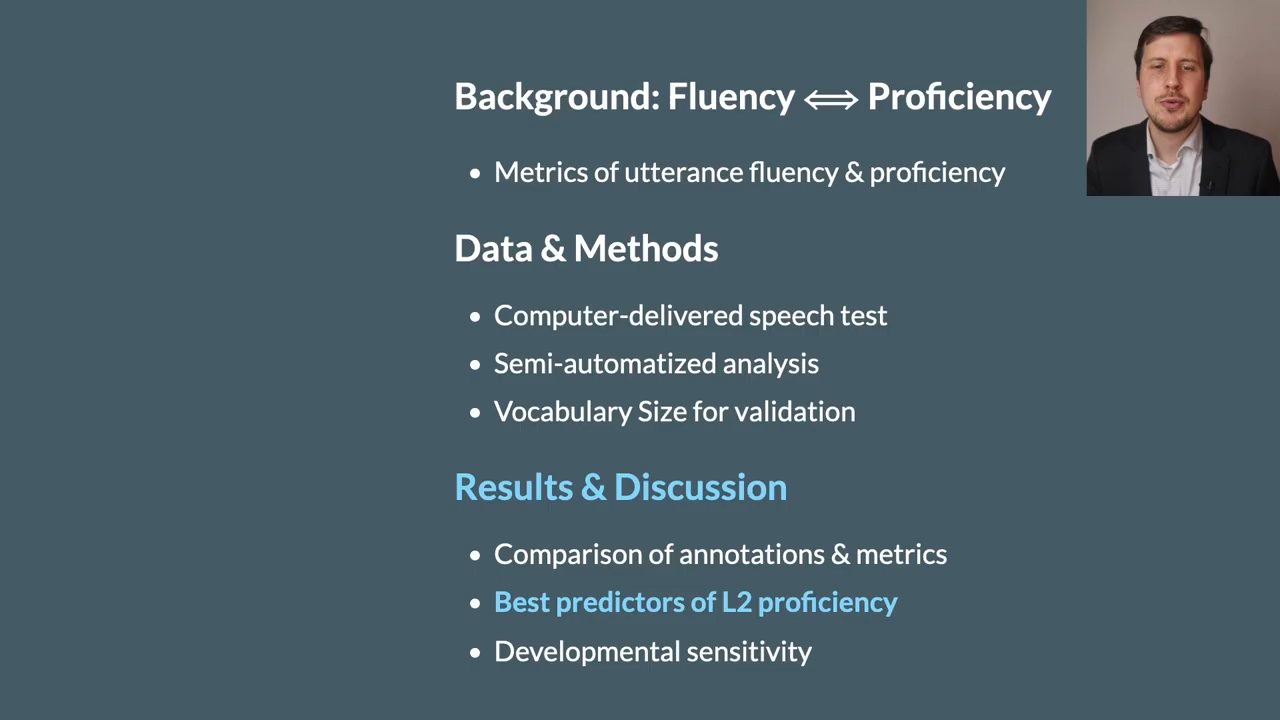 Background: Fluency ⟺ Proficiency
• Metrics of utterance fluency & proficiency
Data & Methods
• Computer-delivered speech test
• Semi-automatized analysis
• Vocabulary Size for validation
Results & Discussion
• Comparison of annotations & metrics
• Best predictors of L2 proficiency
• Developmental sensitivity